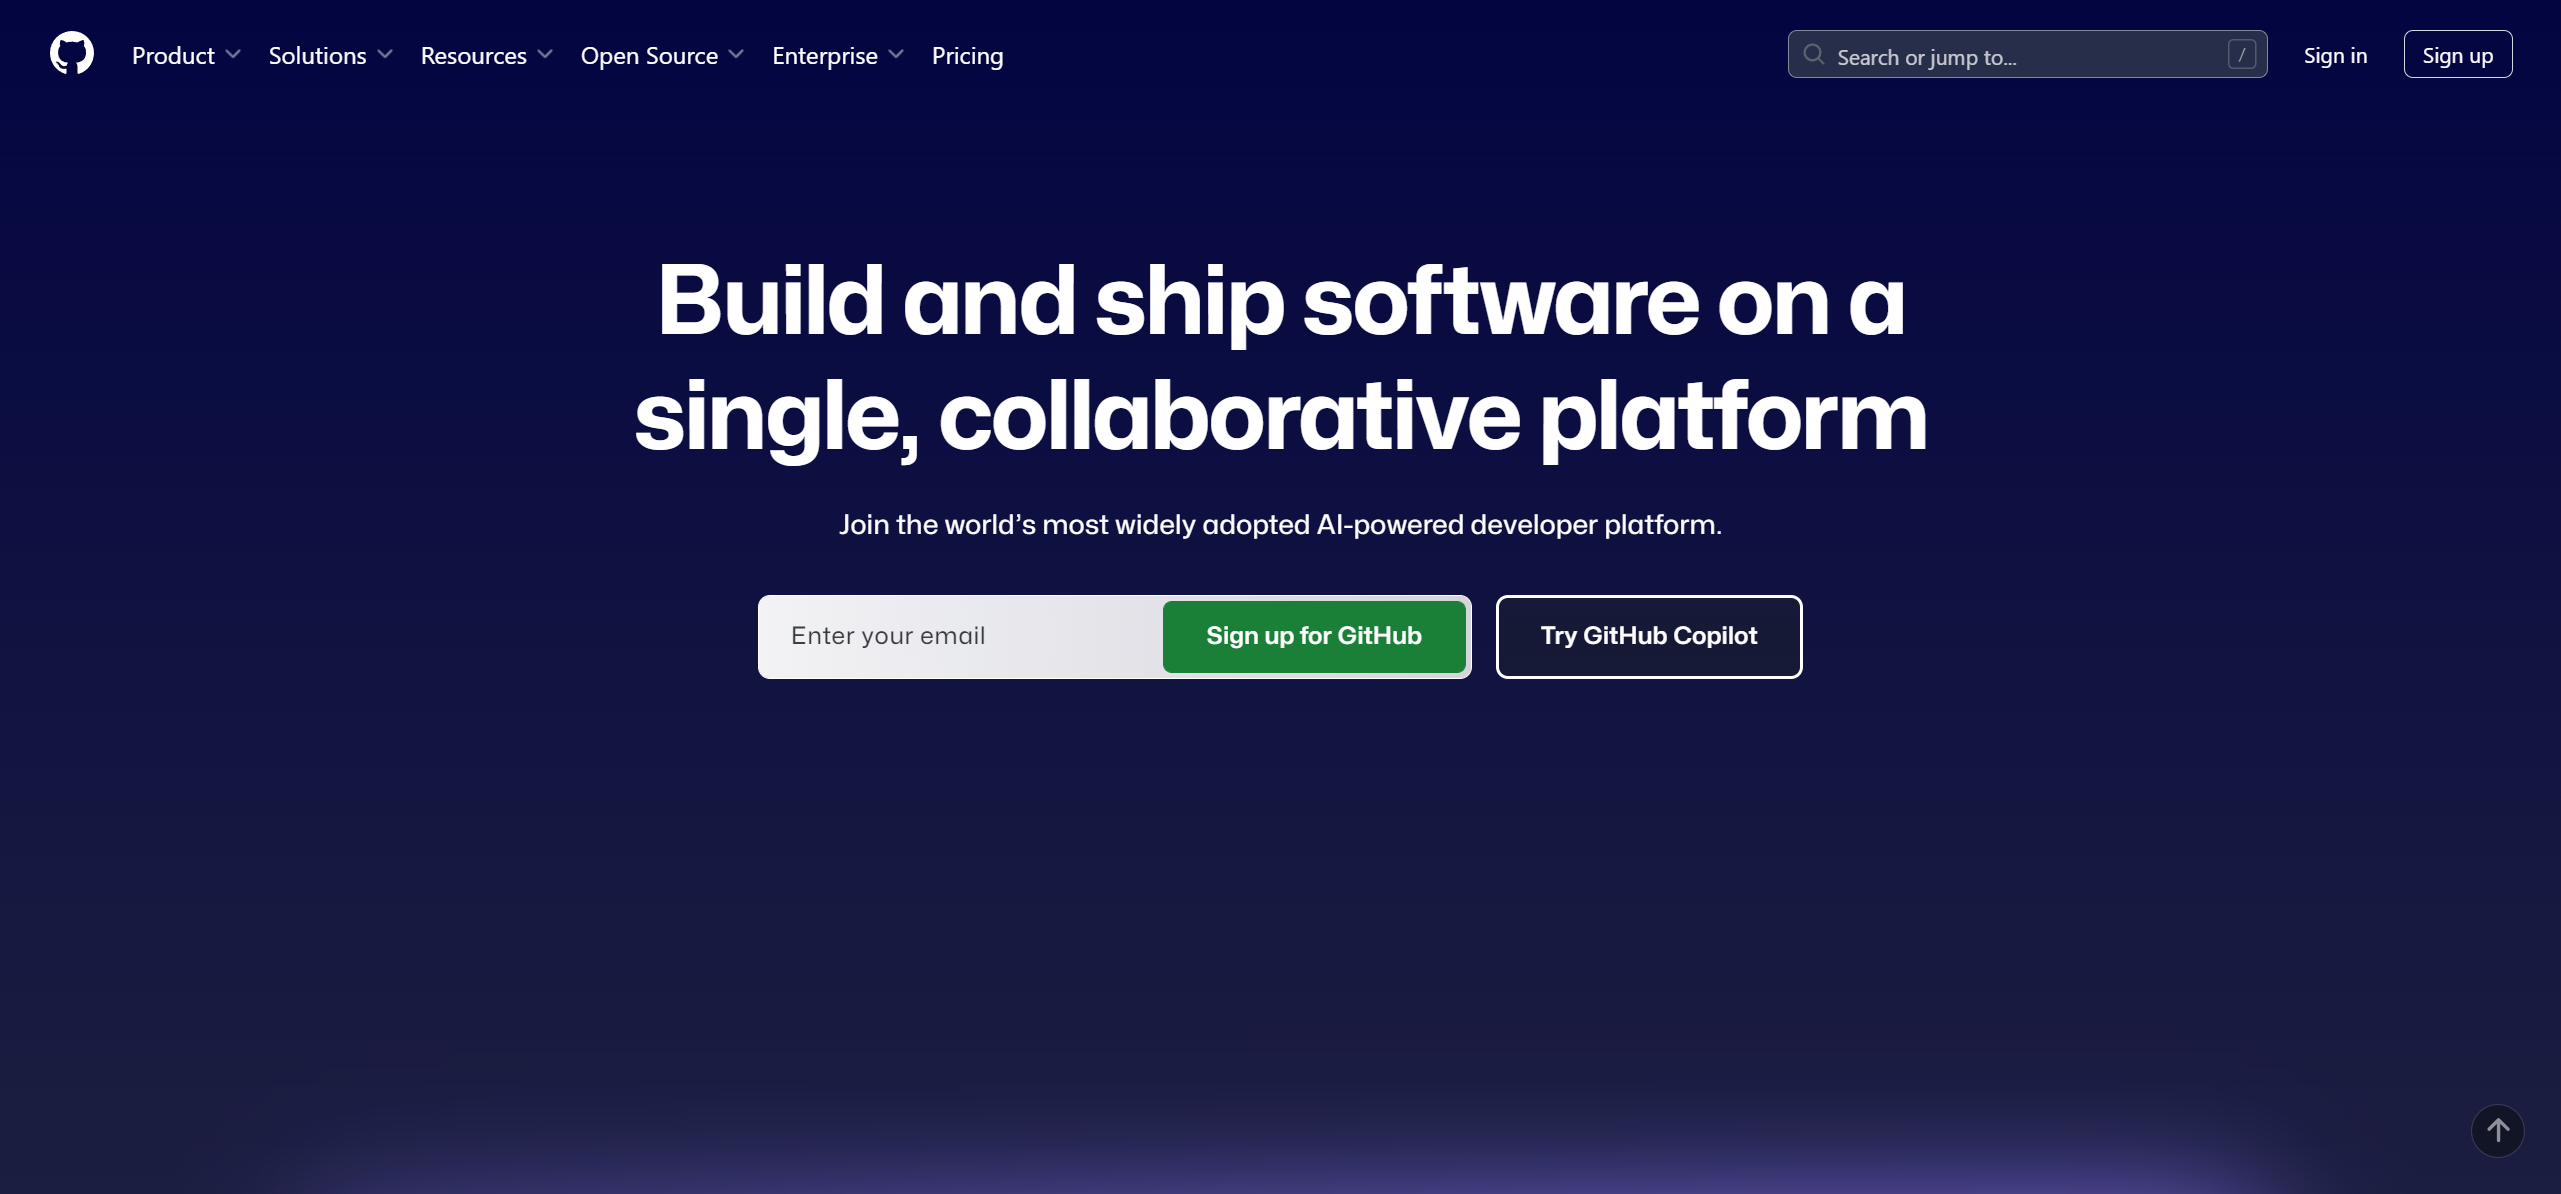 Product Solutions Resources Open Source Enterprise Pricing Search or jump to... / Sign in Sign up
Build and ship software on a
single, collaborative platform
Join the world’s most widely adopted AI-powered developer platform.
Enter your email Sign up for GitHub Try GitHub Copilot